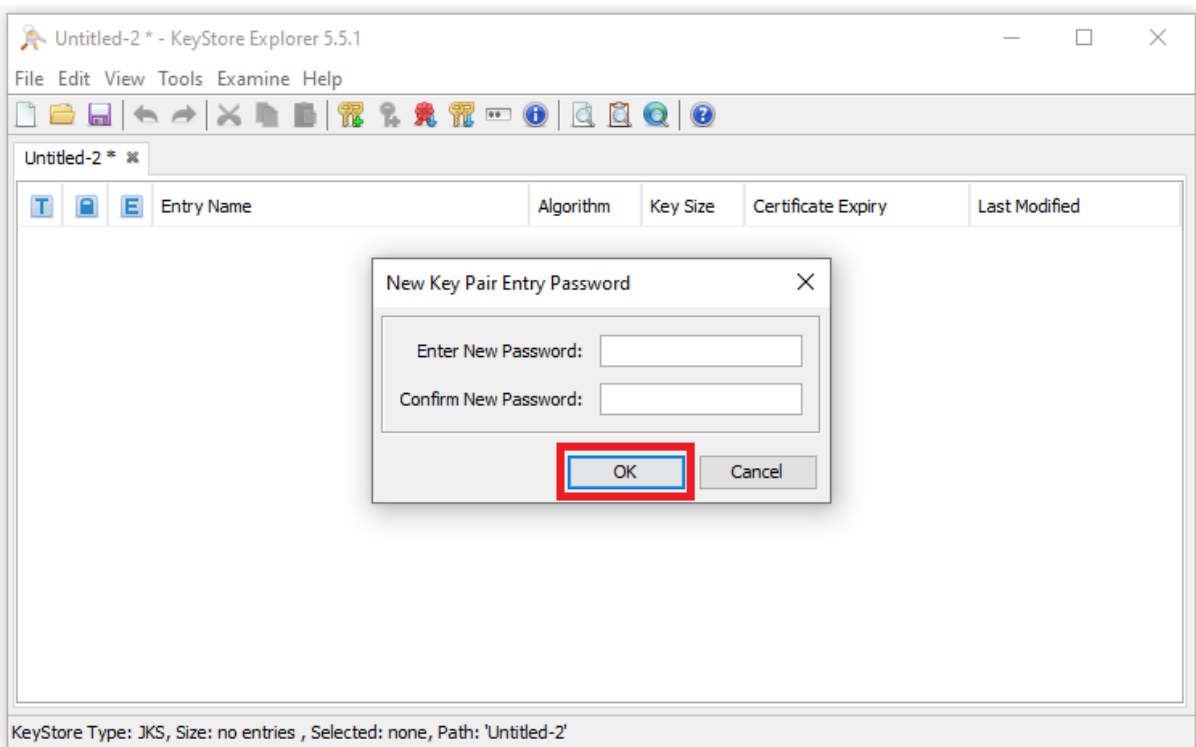 Untitled-2 * - KeyStore Explorer 5.5.1
File Edit View Tools Examine Help
Untitled-2 *
T E Entry Name Algorithm Key Size Certificate Expiry Last Modified
New Key Pair Entry Password
Enter New Password:
Confirm New Password:
OK Cancel
KeyStore Type: JKS, Size: no entries , Selected: none, Path: 'Untitled-2'